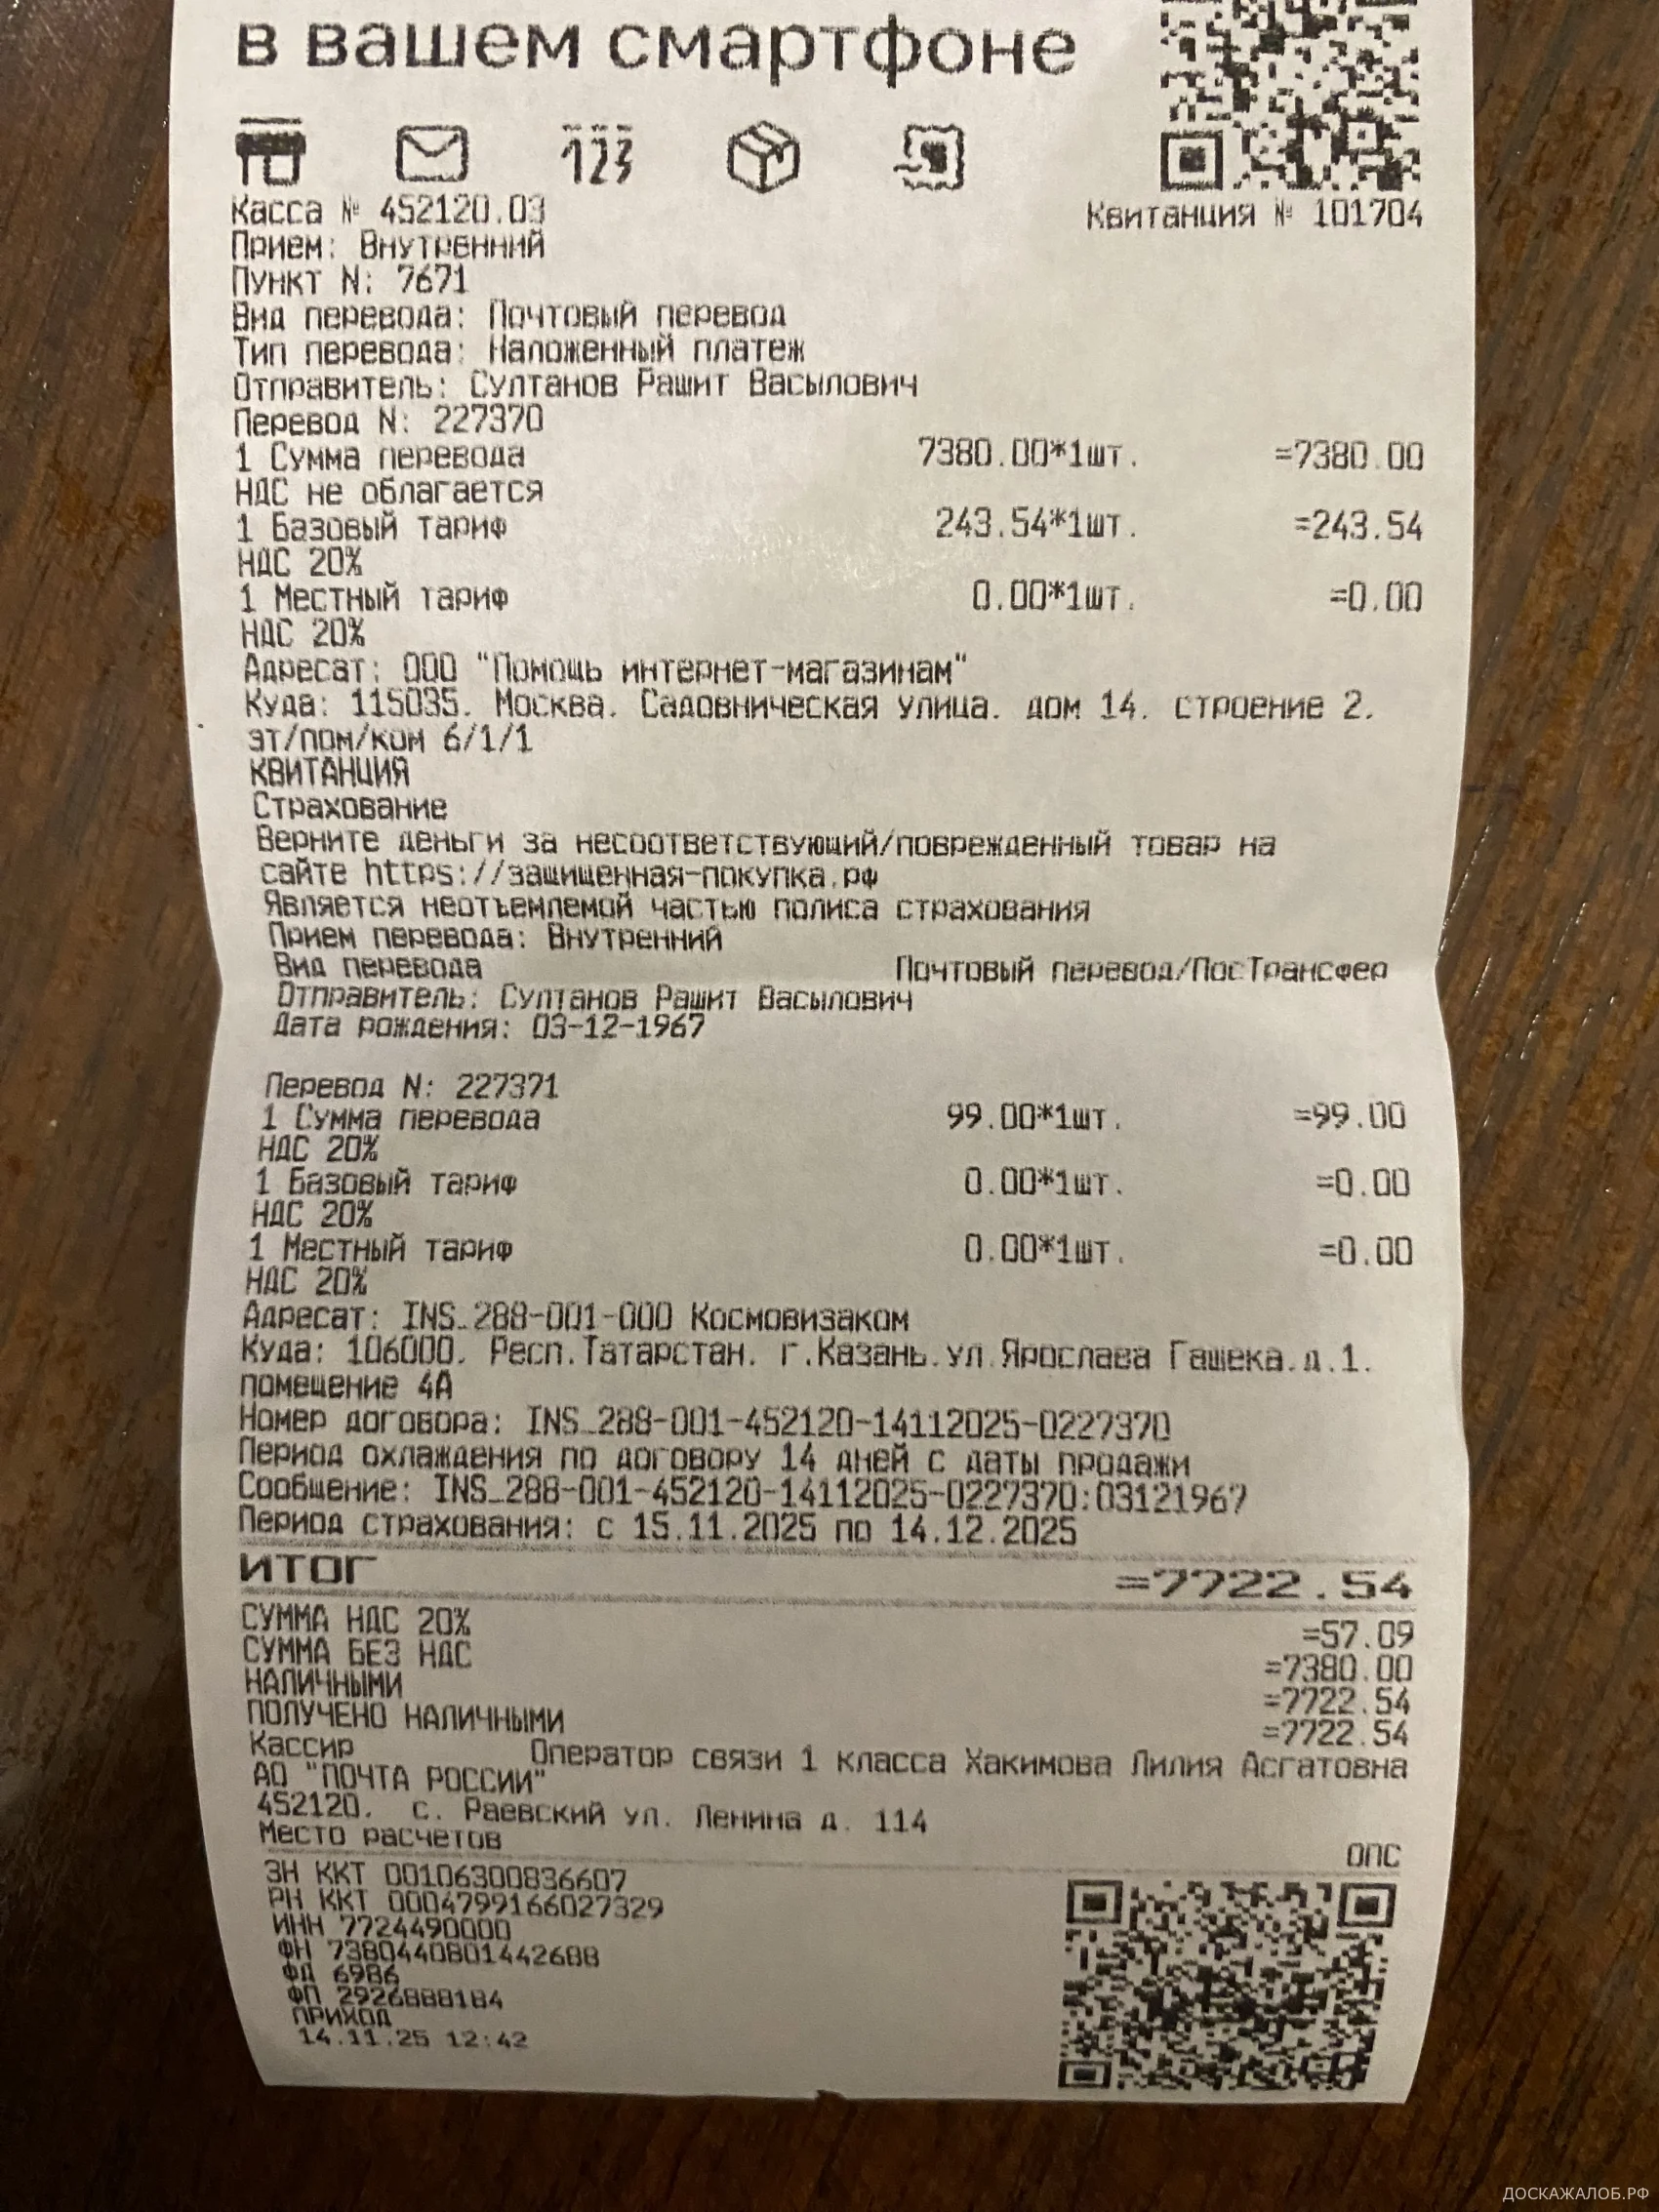 в вашем смартфоне
123
Касса № 452120.03 Квитанция № 101704
Прием: Внутренний
Пункт N: 7671
Вид перевода: Почтовый перевод
Тип перевода: Наложенный платеж
Отправитель: Султанов Рашит Васылович
Перевод N: 227370
1 Сумма перевода 7380.00*1шт. =7380.00
НДС не облагается
1 Базовый тариф 243.54*1шт. =243.54
НДС 20%
1 Местный тариф 0.00*1шт. =0.00
НДС 20%
Адресат: ООО "Помощь интернет-магазинам"
Куда: 115035, Москва, Садовническая улица, дом 14, строение 2,
эт/пом/ком 6/1/1
КВИТАНЦИЯ
Страхование
Верните деньги за несоответствующий/поврежденный товар на
сайте https://защищенная-покупка.рф
Является неотъемлемой частью полиса страхования
Прием перевода: Внутренний
Вид перевода Почтовый перевод/ПосТрансфер
Отправитель: Султанов Рашит Васылович
Дата рождения: 03-12-1967
Перевод N: 227371
1 Сумма перевода 99.00*1шт. =99.00
НДС 20%
1 Базовый тариф 0.00*1шт. =0.00
НДС 20%
1 Местный тариф 0.00*1шт. =0.00
НДС 20%
Адресат: INS_288-001-000 Космовизаком
Куда: 106000, Респ.Татарстан, г.Казань,ул.Ярослава Гашека,д.1,
помещение 4А
Номер договора: INS_288-001-452120-14112025-0227370
Период охлаждения по договору 14 дней с даты продажи
Сообщение: INS_288-001-452120-14112025-0227370:03121967
Период страхования: с 15.11.2025 по 14.12.2025
ИТОГ =7722.54
СУММА НДС 20% =57.09
СУММА БЕЗ НДС =7380.00
НАЛИЧНЫМИ =7722.54
ПОЛУЧЕНО НАЛИЧНЫМИ =7722.54
Кассир Оператор связи 1 класса Хакимова Лилия Асгатовна
АО "ПОЧТА РОССИИ"
452120, с. Раевский ул. Ленина д. 114
Место расчетов ОПС
ЗН ККТ 00106300836607
РН ККТ 0004799166027329
ИНН 7724490000
ФН 7380440801442688
ФД 6986
ФП 2926888184
ПРИХОД
14.11.25 12:42
ДОСКАЖАЛОБ.РФ